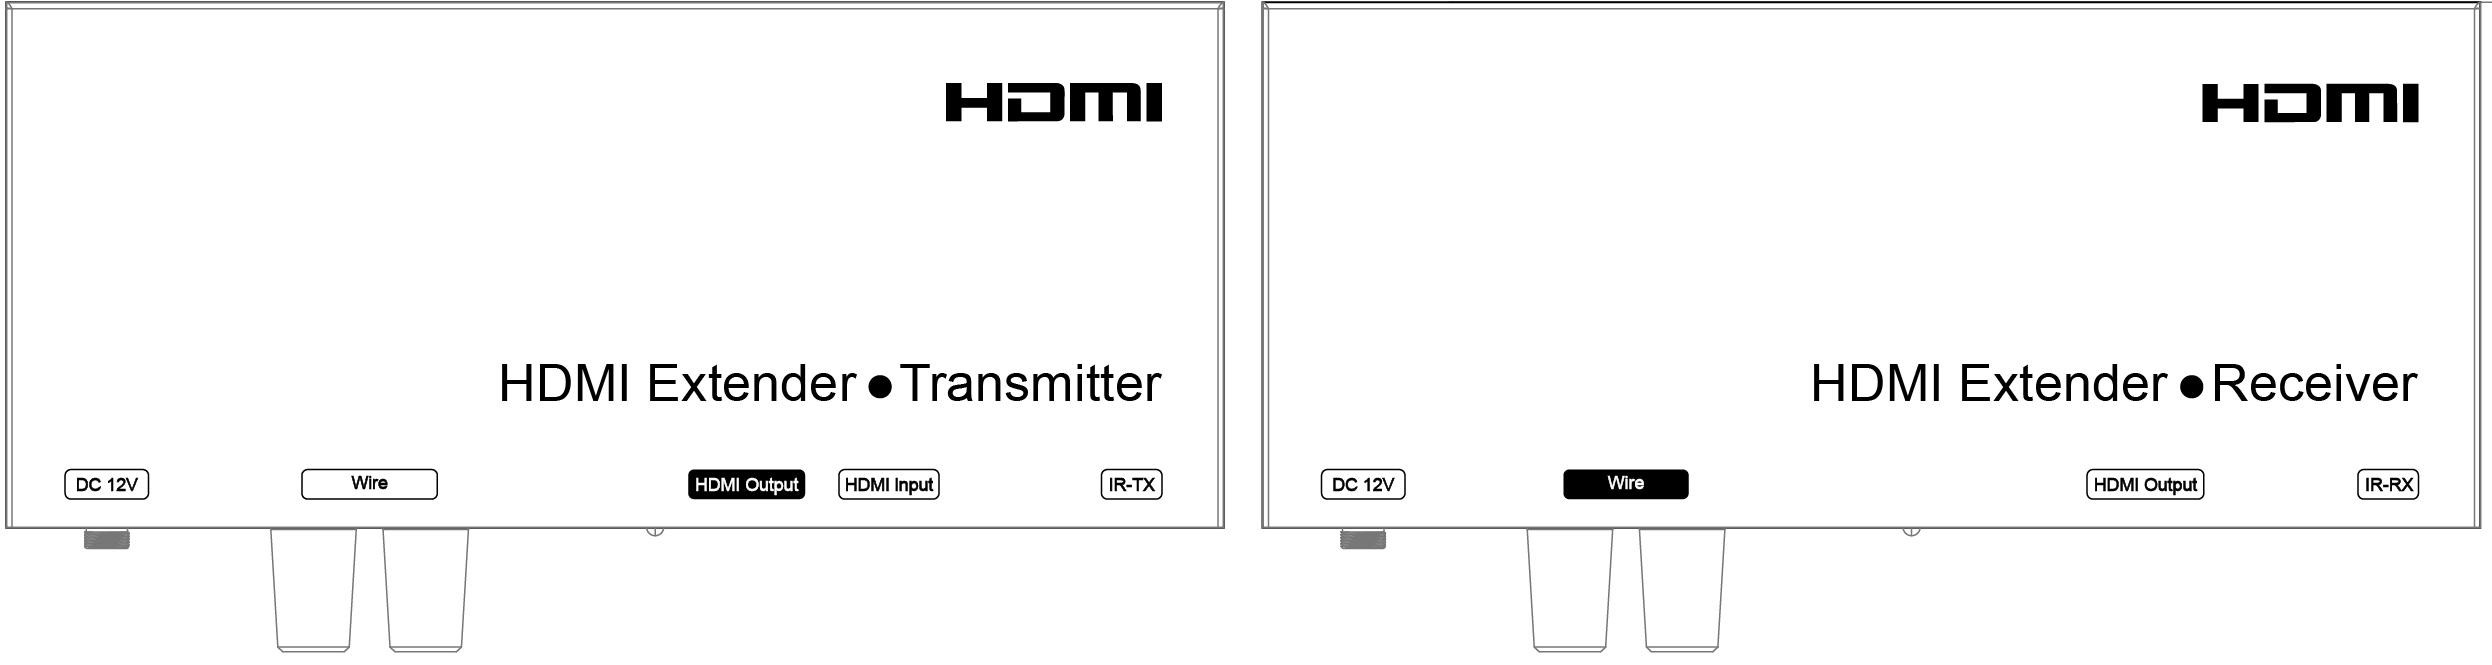 HDMI
HDMI Extender ● Transmitter
DC 12V
Wire
HDMI Output
HDMI Input
IR-TX
HDMI
HDMI Extender ● Receiver
DC 12V
Wire
HDMI Output
IR-RX